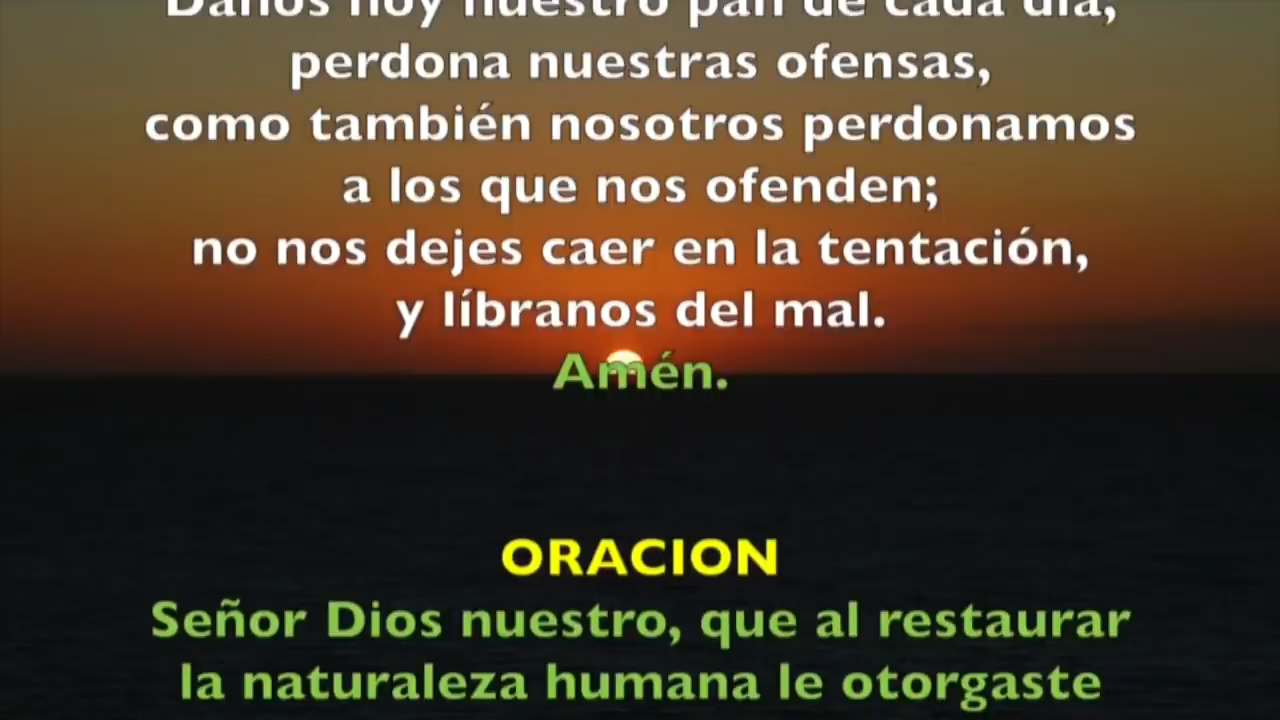 Danos hoy nuestro pan de cada día,
perdona nuestras ofensas,
como también nosotros perdonamos
a los que nos ofenden;
no nos dejes caer en la tentación,
y líbranos del mal.
Amén.
ORACION
Señor Dios nuestro, que al restaurar
la naturaleza humana le otorgaste